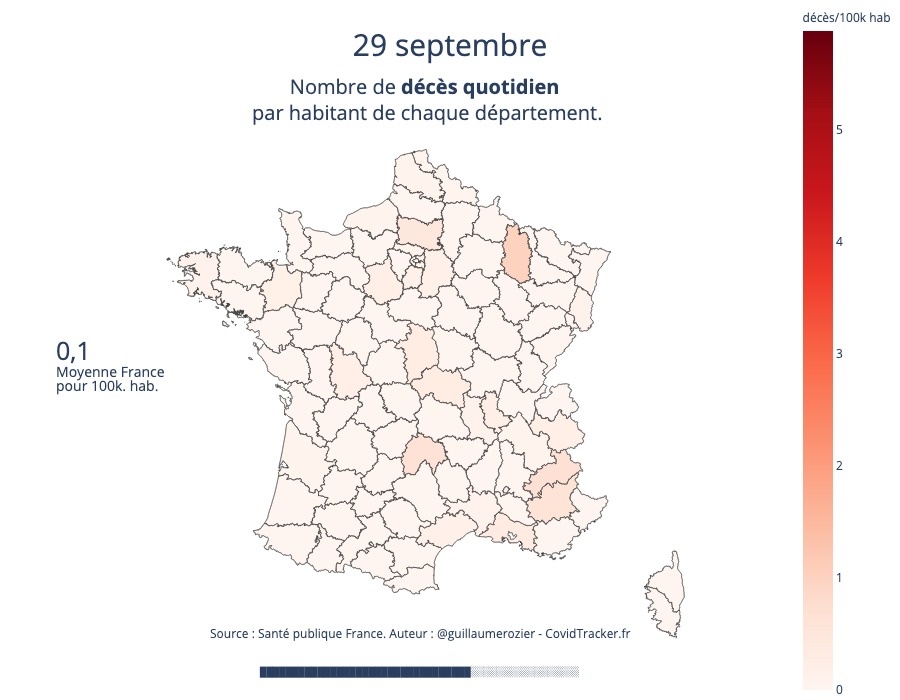 décès/100k hab
29 septembre
Nombre de décès quotidien
par habitant de chaque département.
5
4
3
2
1
0
0,1
Moyenne France
pour 100k. hab.
Source : Santé publique France. Auteur : @guillaumerozier - CovidTracker.fr